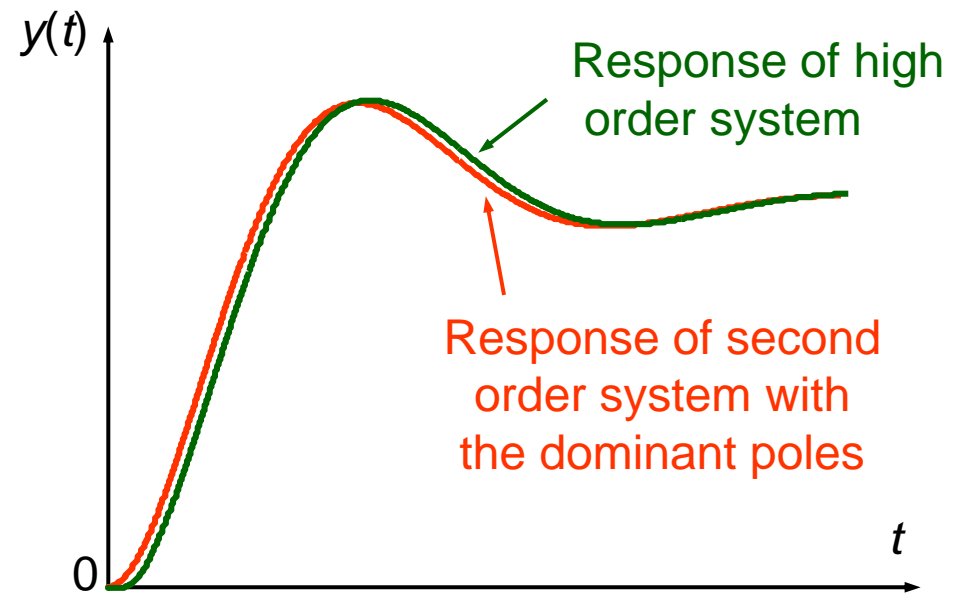 y(t)
Response of high
order system
Response of second
order system with
the dominant poles
t
0